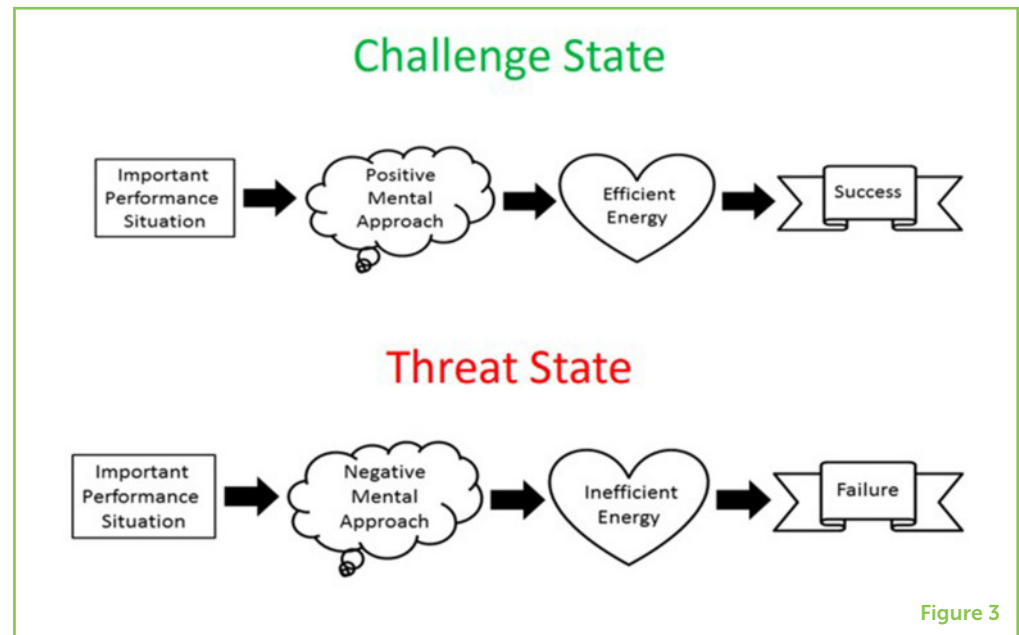 Challenge State
Important
Performance
Situation
Positive
Mental
Approach
Efficient
Energy
Success
Threat State
Important
Performance
Situation
Negative
Mental
Approach
Inefficient
Energy
Failure
Figure 3